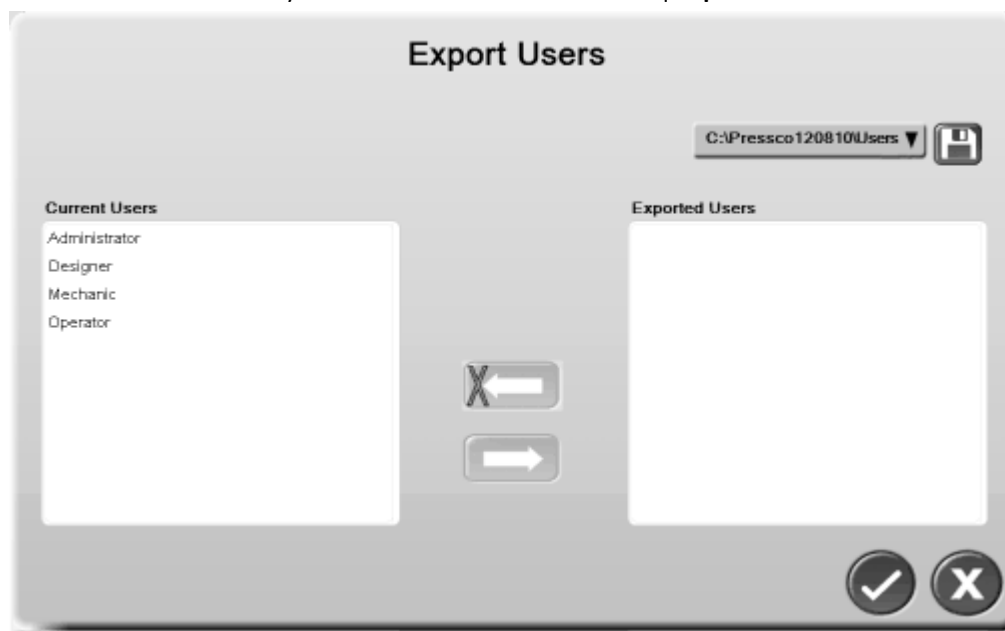 Export Users
C:\Pressco120810\Users
Current Users
Administrator
Designer
Mechanic
Operator
Exported Users